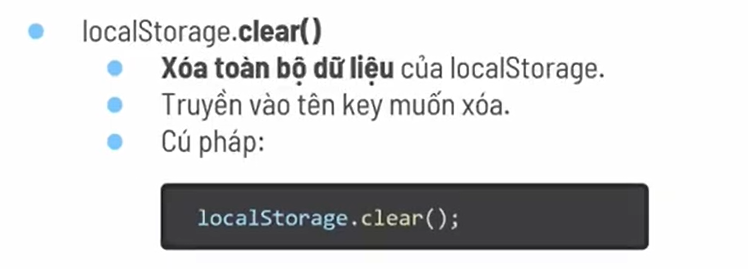 localStorage.clear()
Xóa toàn bộ dữ liệu của localStorage.
Truyền vào tên key muốn xóa.
Cú pháp:
localStorage.clear();